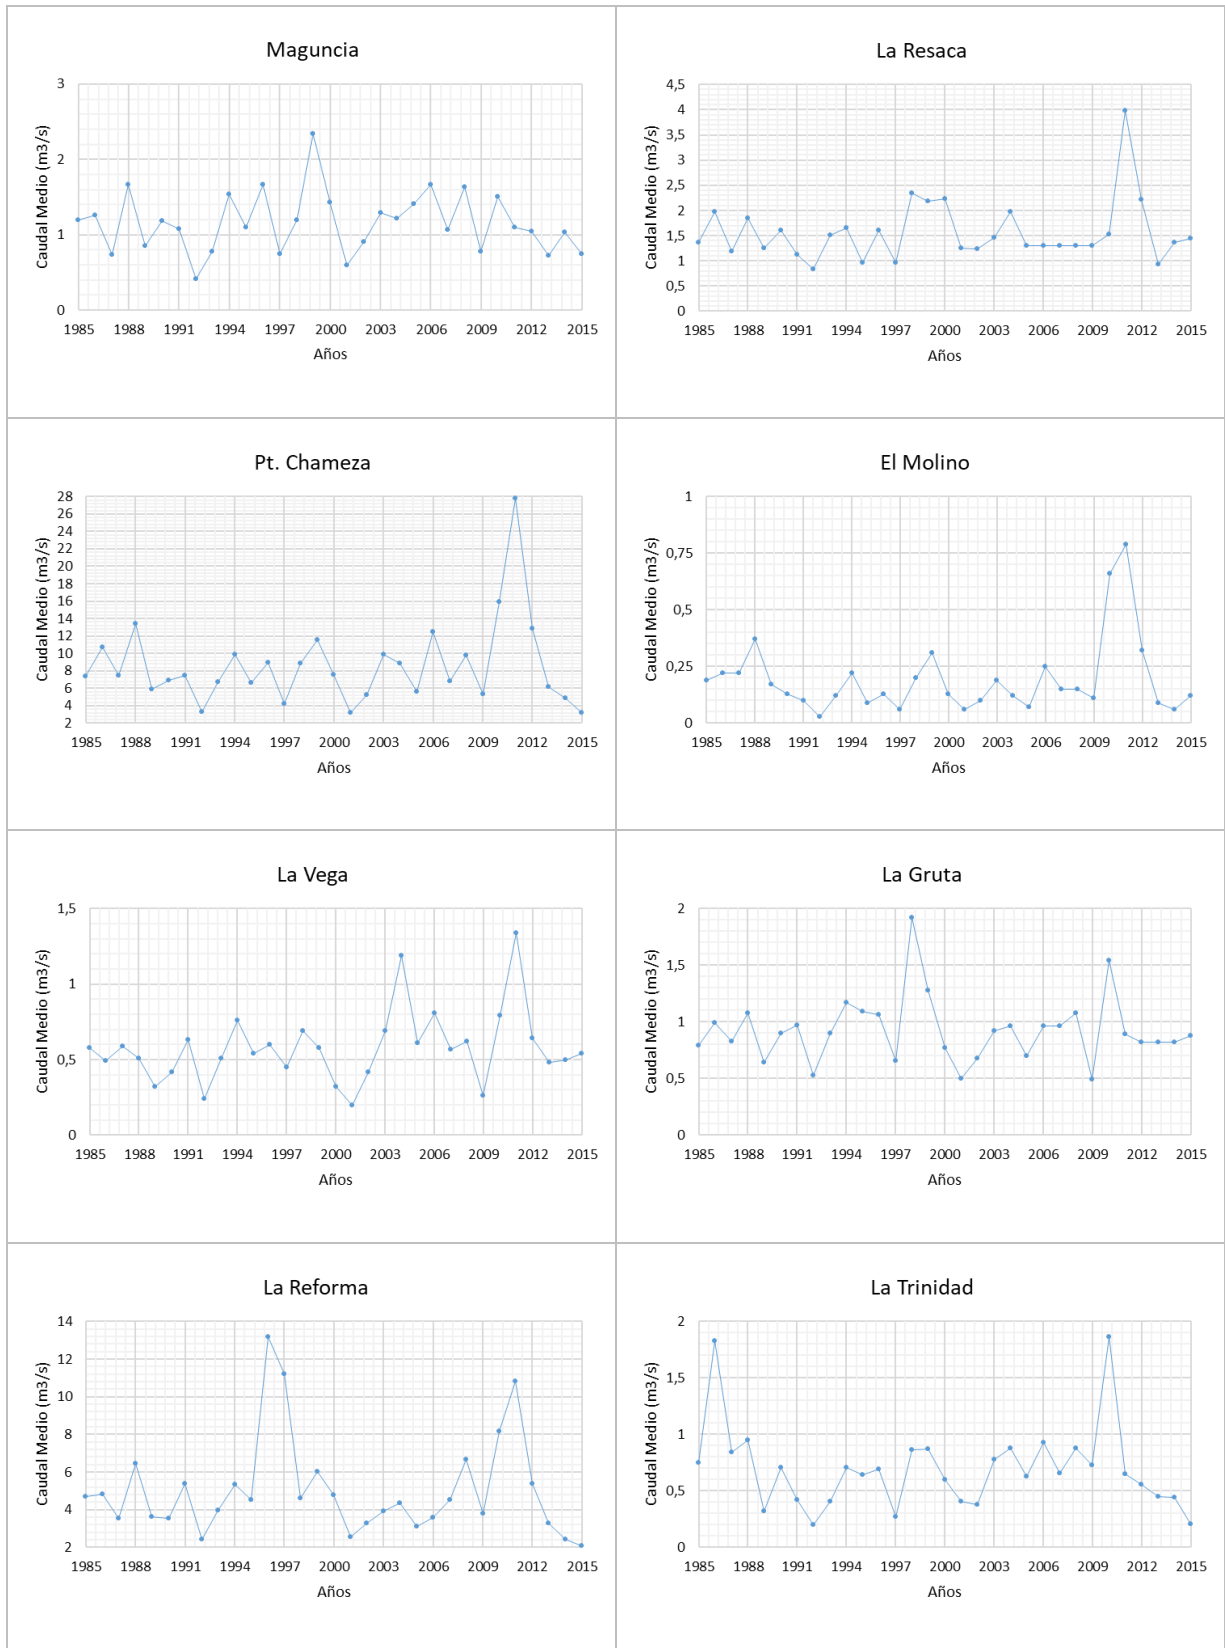 Maguncia
Caudal Medio (m3/s)
3
2
1
0
1985 1988 1991 1994 1997 2000 2003 2006 2009 2012 2015
Años
La Resaca
Caudal Medio (m3/s)
4,5
4
3,5
3
2,5
2
1,5
1
0,5
0
1985 1988 1991 1994 1997 2000 2003 2006 2009 2012 2015
Años
Pt. Chameza
Caudal Medio (m3/s)
28
26
24
22
20
18
16
14
12
10
8
6
4
2
1985 1988 1991 1994 1997 2000 2003 2006 2009 2012 2015
Años
El Molino
Caudal Medio (m3/s)
1
0,75
0,5
0,25
0
1985 1988 1991 1994 1997 2000 2003 2006 2009 2012 2015
Años
La Vega
Caudal Medio (m3/s)
1,5
1
0,5
0
1985 1988 1991 1994 1997 2000 2003 2006 2009 2012 2015
Años
La Gruta
Caudal Medio (m3/s)
2
1,5
1
0,5
0
1985 1988 1991 1994 1997 2000 2003 2006 2009 2012 2015
Años
La Reforma
Caudal Medio (m3/s)
14
12
10
8
6
4
2
1985 1988 1991 1994 1997 2000 2003 2006 2009 2012 2015
Años
La Trinidad
Caudal Medio (m3/s)
2
1,5
1
0,5
0
1985 1988 1991 1994 1997 2000 2003 2006 2009 2012 2015
Años